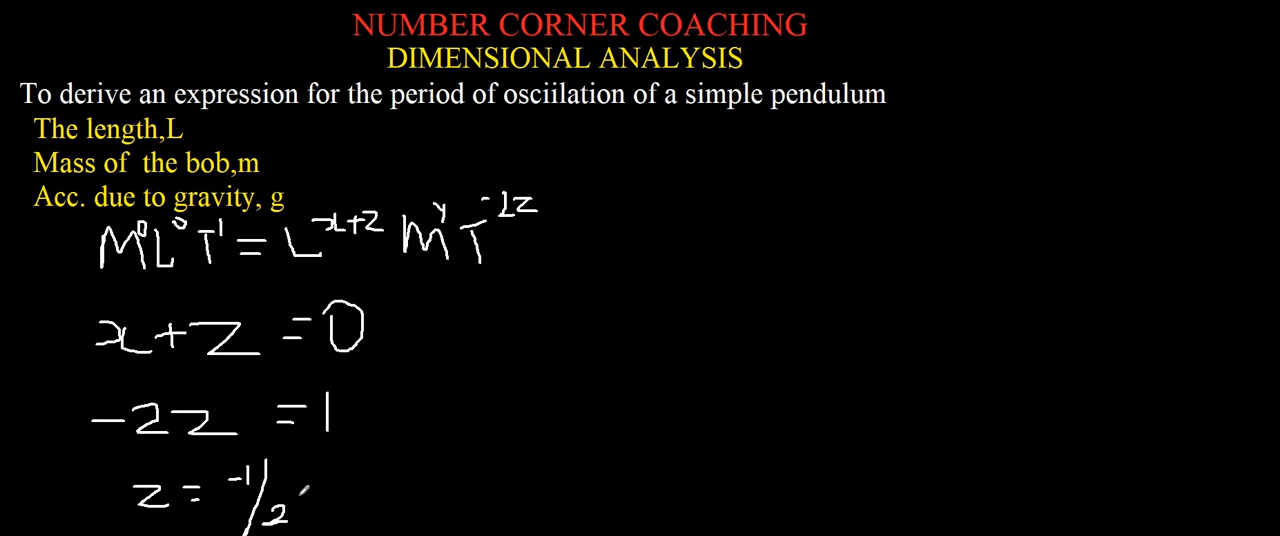 NUMBER CORNER COACHING
DIMENSIONAL ANALYSIS
To derive an expression for the period of osciilation of a simple pendulum
The length,L
Mass of the bob,m
Acc. due to gravity, g
M⁰L⁰T¹ = L^x+z M^y T^-2z
x+z = 0
-2z = 1
z = -1/2